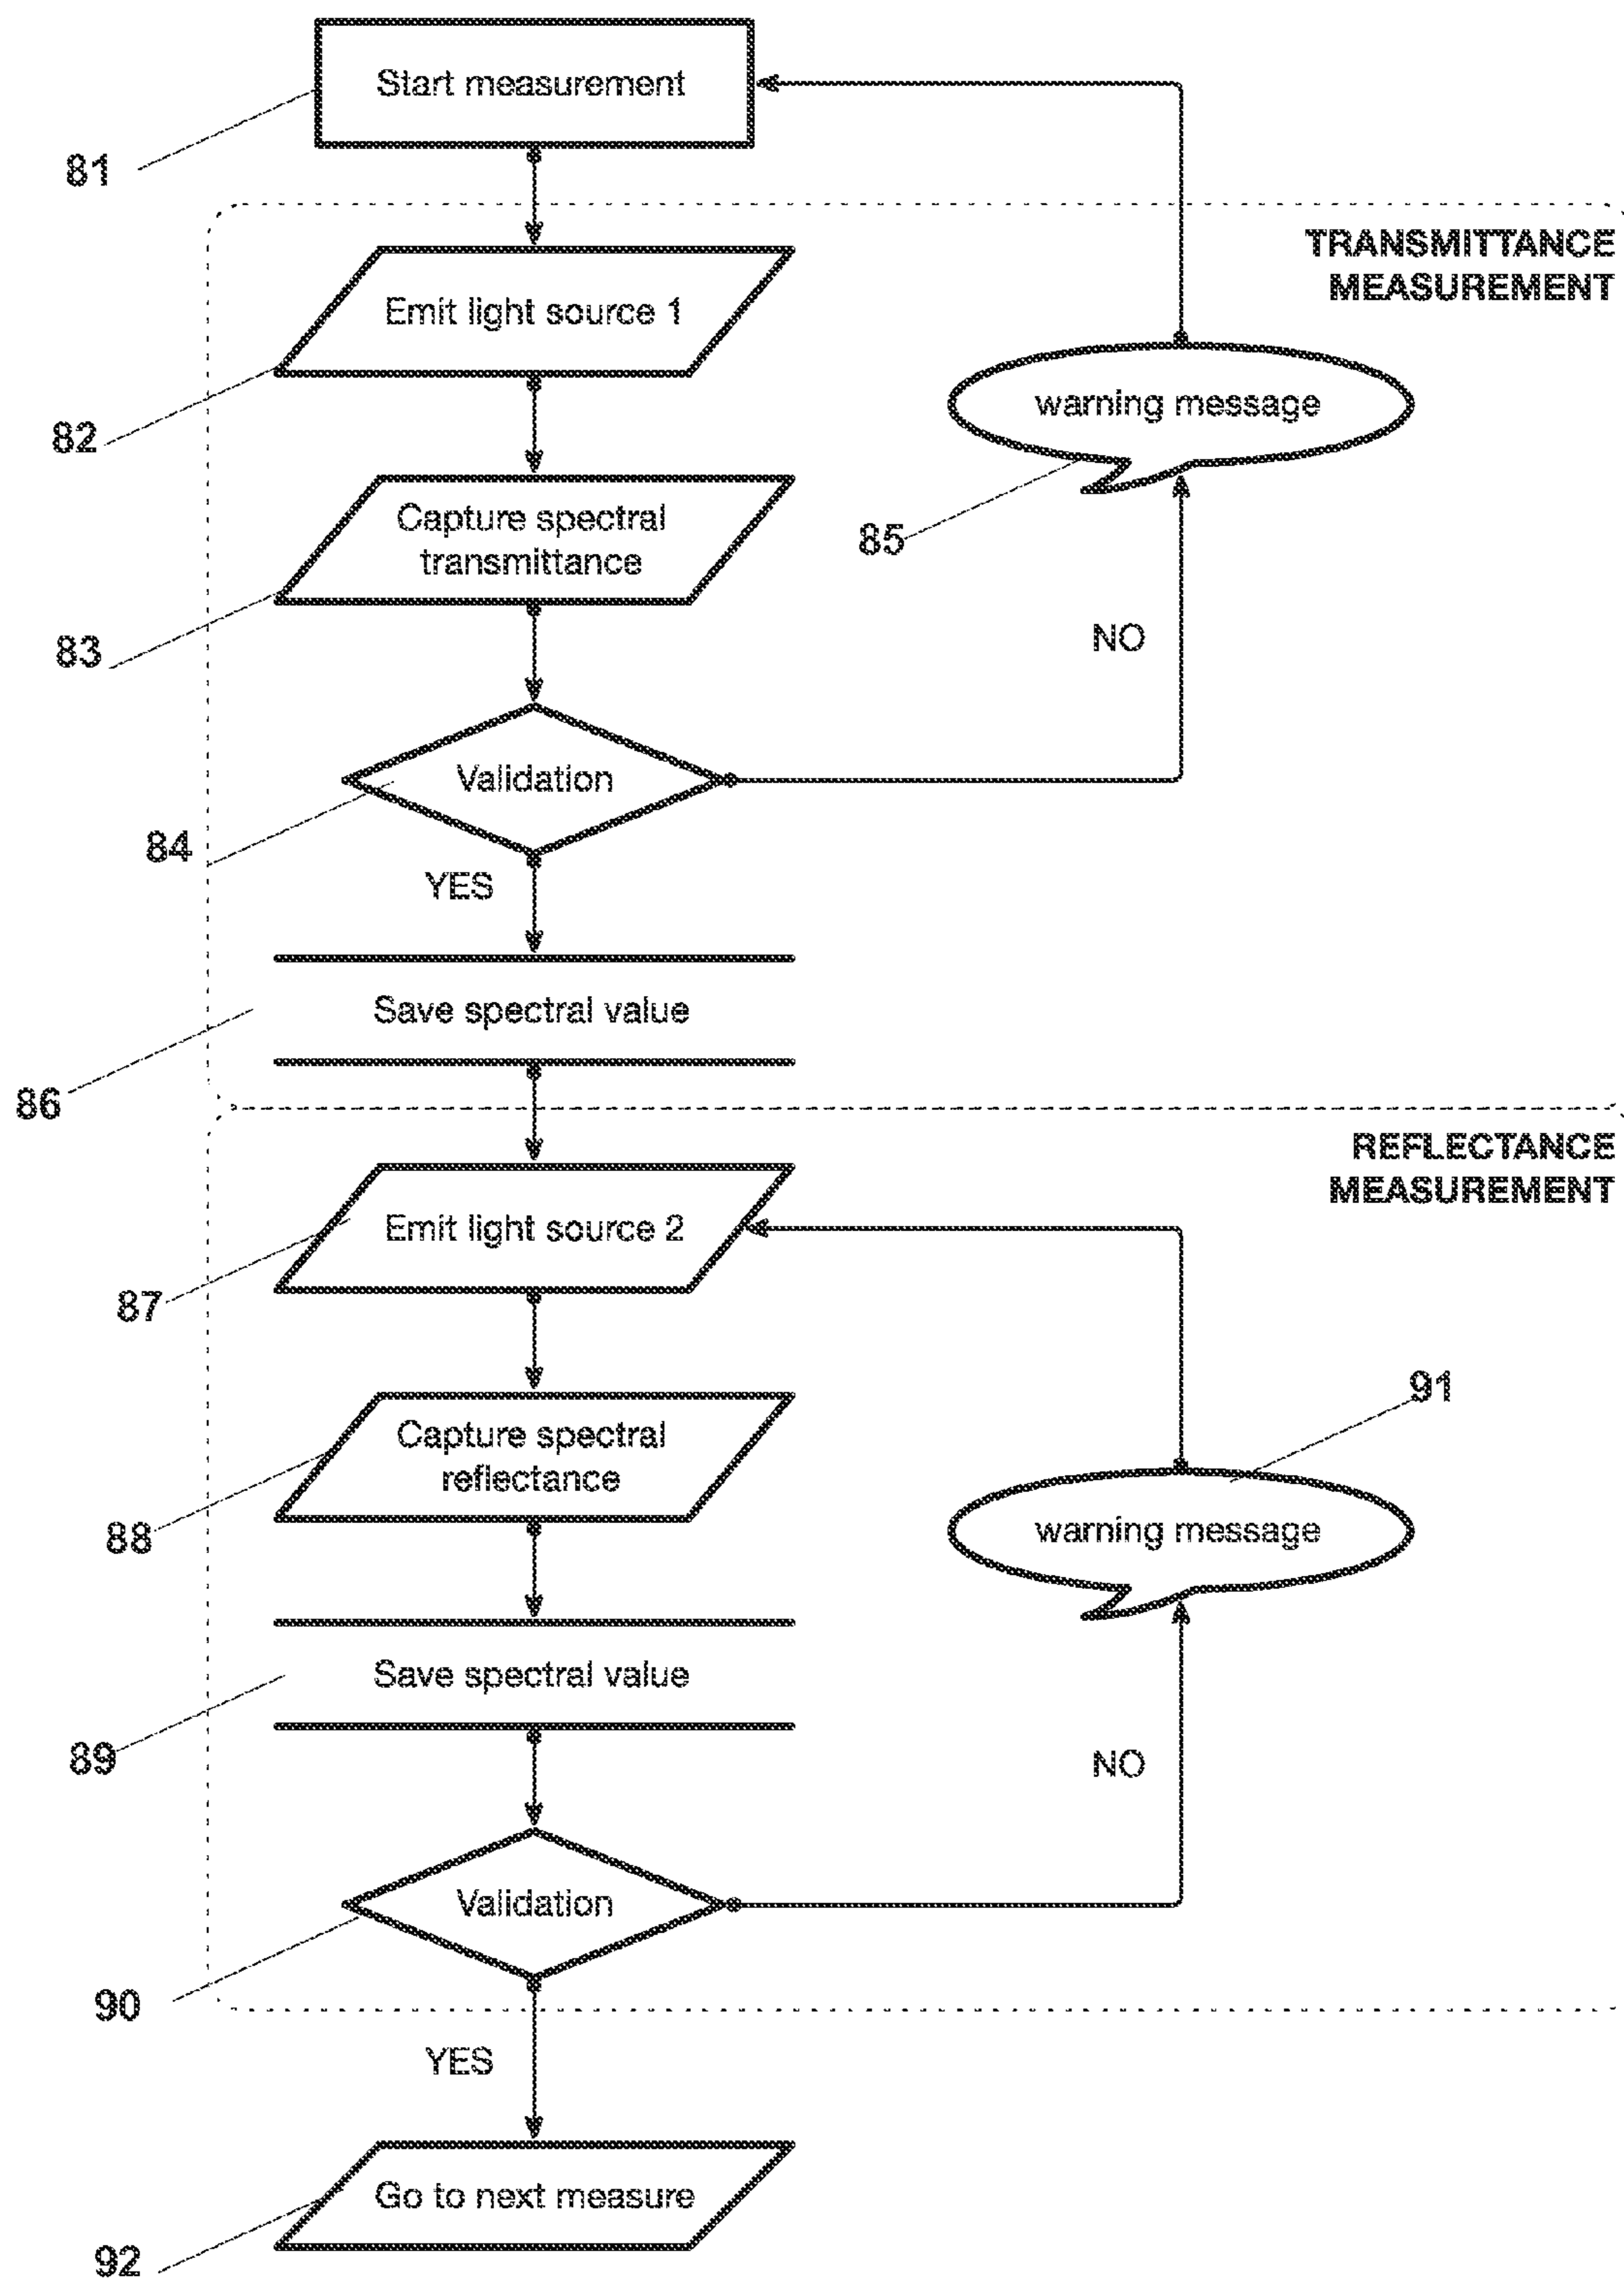 Start measurement
81
TRANSMITTANCE
MEASUREMENT
Emit light source 1
82
warning message
85
Capture spectral
transmittance
83
NO
Validation
84
YES
Save spectral value
86
REFLECTANCE
MEASUREMENT
Emit light source 2
87
91
Capture spectral
reflectance
88
warning message
Save spectral value
89
NO
Validation
90
YES
Go to next measure
92